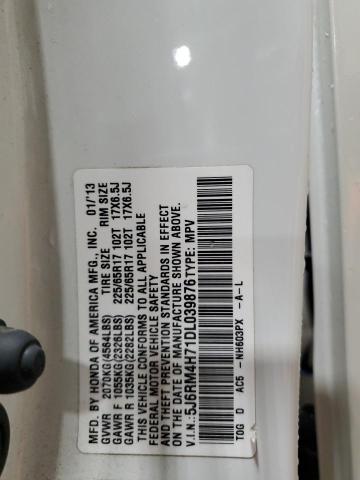 MFD. BY HONDA OF AMERICA MFG., INC. 01/'13
GVWR 2070KG(4564LBS) TIRE SIZE RIM SIZE
GAWR F 1055KG(2326LBS) 225/65R17 102T 17X6.5J
GAWR R 1035KG(2282LBS) 225/65R17 102T 17X6.5J
THIS VEHICLE CONFORMS TO ALL APPLICABLE
FEDERAL MOTOR VEHICLE SAFETY
AND THEFT PREVENTION STANDARDS IN EFFECT
ON THE DATE OF MANUFACTURE SHOWN ABOVE.
V.I.N.: 5J6RM4H71DL039876 TYPE: MPV
T0G D AC5 - NH603PX -A-L